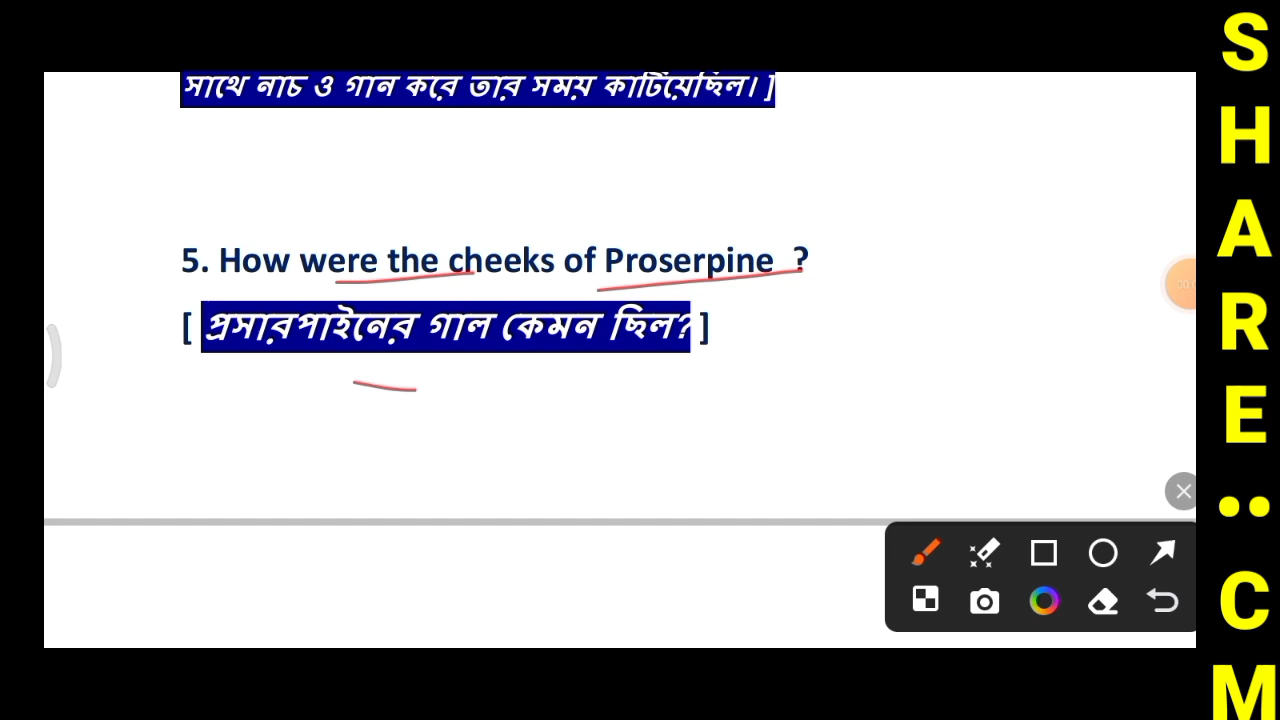 সাথে নাচ ও গান করে তার সময় কাটিয়েছিল। ]
5. How were the cheeks of Proserpine ?
[ প্রসারপাইনের গাল কেমন ছিল? ]
SHARE •• CM